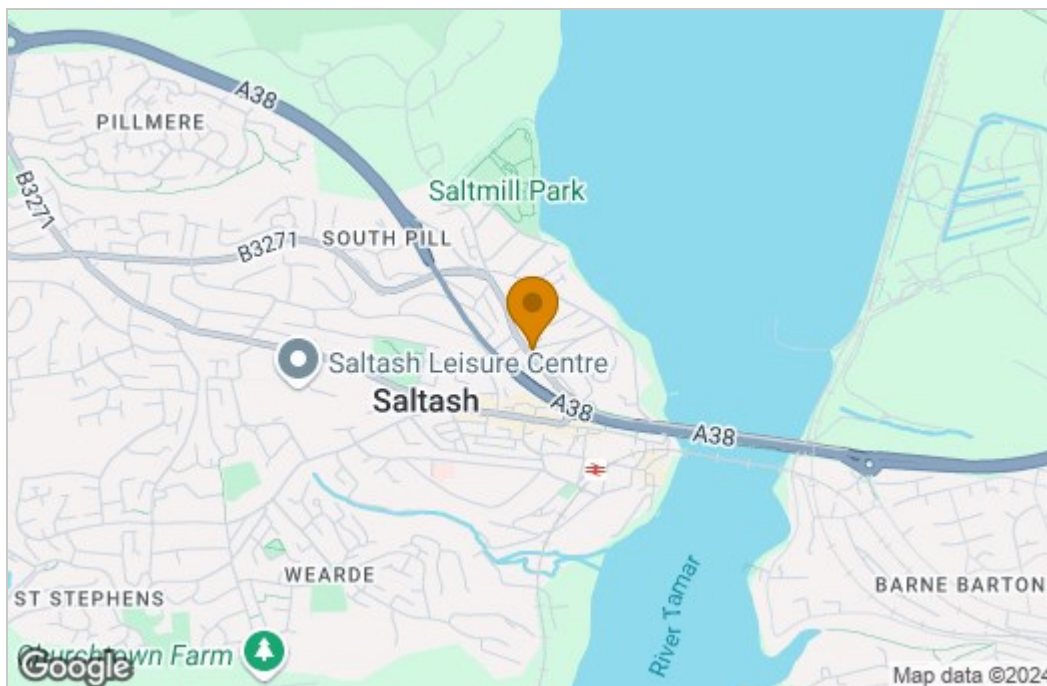 A38
PILLMERE
Saltmill Park
B3271
SOUTH PILL
B3271
Saltash Leisure Centre
Saltash
A38
A38
WEARDE
ST STEPHENS
BARNE BARTON
River Tamar
Churchtown Farm
Google
Map data ©2024